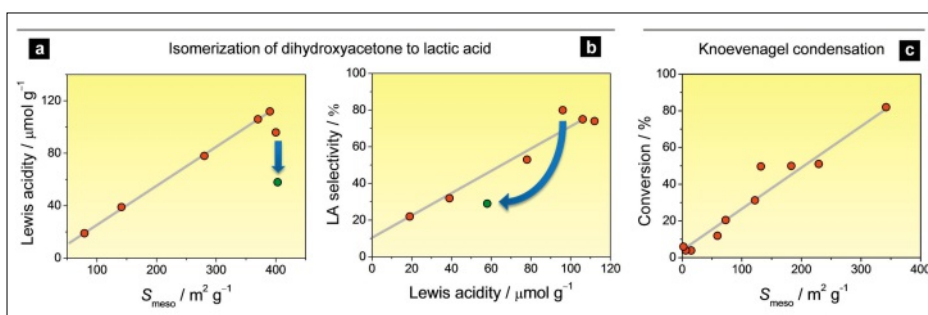 a
Isomerization of dihydroxyacetone to lactic acid
b
Knoevenagel condensation
c
Lewis acidity / μmol g⁻¹
120
80
40
0
100 200 300 400
S_meso / m² g⁻¹
LA selectivity / %
100
80
60
40
20
0
0 20 40 60 80 100 120
Lewis acidity / μmol g⁻¹
Conversion / %
100
80
60
40
20
0
0 100 200 300 400
S_meso / m² g⁻¹